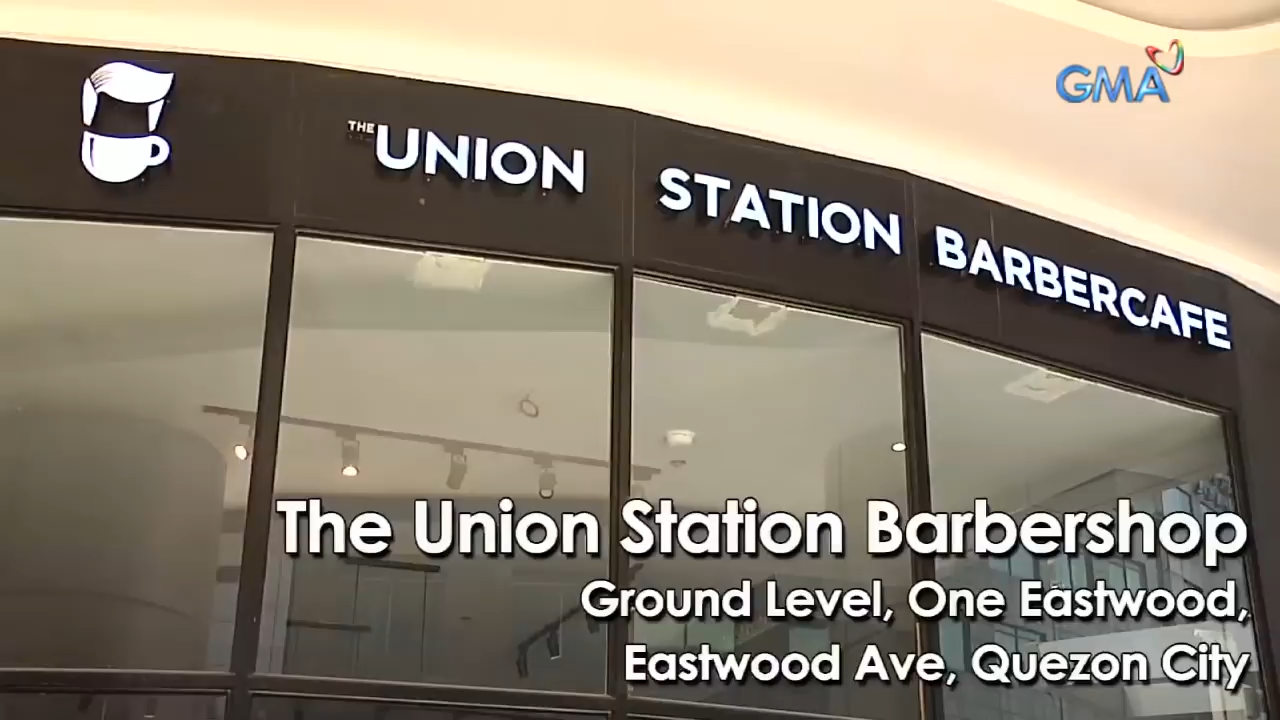 GMA
THE UNION STATION BARBERCAFE
The Union Station Barbershop
Ground Level, One Eastwood,
Eastwood Ave, Quezon City